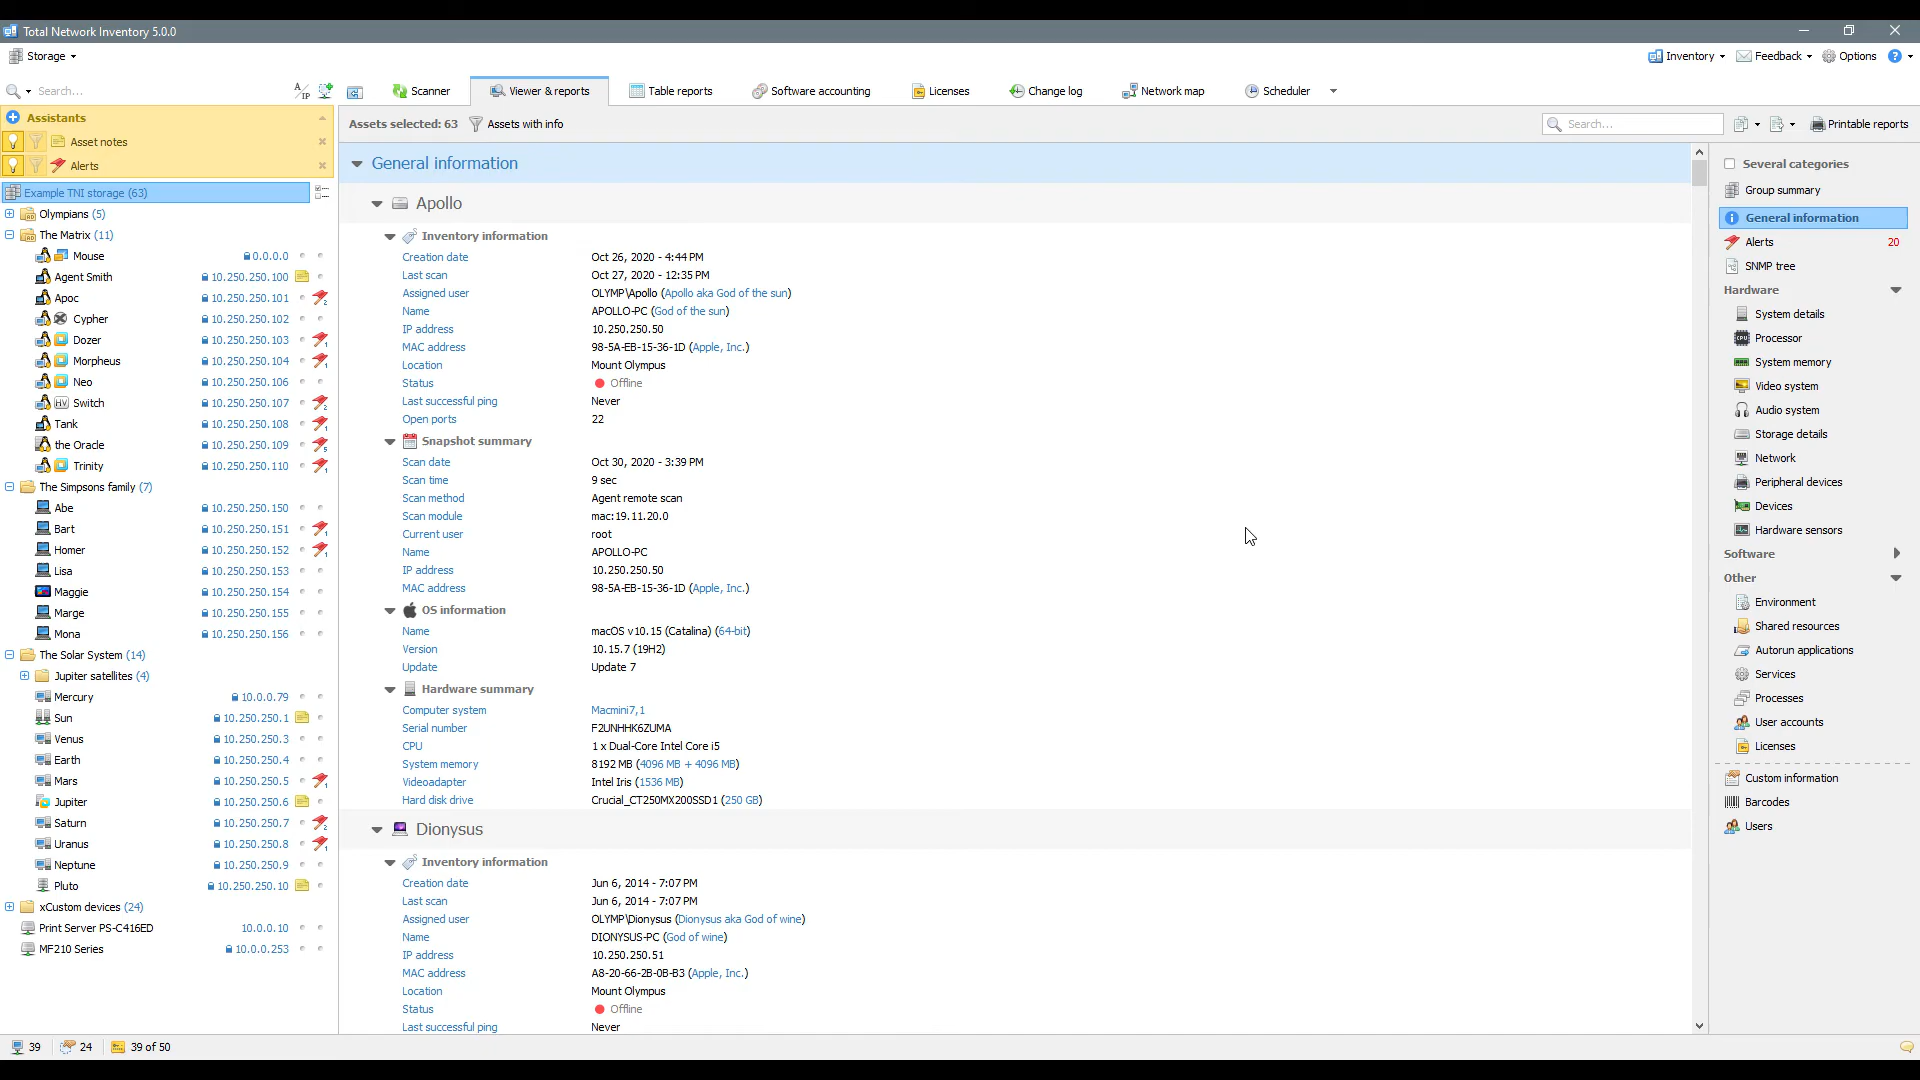 Total Network Inventory 5.0.0
Storage
Inventory
Feedback
Options
Search...
A/IP
Scanner
Viewer & reports
Table reports
Software accounting
Licenses
Change log
Network map
Scheduler
Assistants
Asset notes
Alerts
Example TNI storage (63)
Olympians (5)
The Matrix (11)
Mouse 0.0.0.0
Agent Smith 10.250.250.100
Apoc 10.250.250.101 2
Cypher 10.250.250.102
Dozer 10.250.250.103 1
Morpheus 10.250.250.104 1
Neo 10.250.250.106
HV Switch 10.250.250.107 2
Tank 10.250.250.108 1
the Oracle 10.250.250.109 5
Trinity 10.250.250.110 1
The Simpsons family (7)
Abe 10.250.250.150
Bart 10.250.250.151 1
Homer 10.250.250.152 1
Lisa 10.250.250.153
Maggie 10.250.250.154
Marge 10.250.250.155
Mona 10.250.250.156
The Solar System (14)
Jupiter satellites (4)
Mercury 10.0.0.79
Sun 10.250.250.1
Venus 10.250.250.3
Earth 10.250.250.4
Mars 10.250.250.5 1
Jupiter 10.250.250.6
Saturn 10.250.250.7 2
Uranus 10.250.250.8 1
Neptune 10.250.250.9
Pluto 10.250.250.10
xCustom devices (24)
Print Server PS-C416ED 10.0.0.10
MF210 Series 10.0.0.253
39 24 39 of 50
Assets selected: 63 Assets with info
Search...
Printable reports
General information
Apollo
Inventory information
Creation date Oct 26, 2020 - 4:44 PM
Last scan Oct 27, 2020 - 12:35 PM
Assigned user OLYMP\Apollo (Apollo aka God of the sun)
Name APOLLO-PC (God of the sun)
IP address 10.250.250.50
MAC address 98-5A-EB-15-36-1D (Apple, Inc.)
Location Mount Olympus
Status Offline
Last successful ping Never
Open ports 22
Snapshot summary
Scan date Oct 30, 2020 - 3:39 PM
Scan time 9 sec
Scan method Agent remote scan
Scan module mac:19.11.20.0
Current user root
Name APOLLO-PC
IP address 10.250.250.50
MAC address 98-5A-EB-15-36-1D (Apple, Inc.)
OS information
Name macOS v10.15 (Catalina) (64-bit)
Version 10.15.7 (19H2)
Update Update 7
Hardware summary
Computer system Macmini7,1
Serial number F2UNHHK6ZUMA
CPU 1 x Dual-Core Intel Core i5
System memory 8192 MB (4096 MB + 4096 MB)
Videoadapter Intel Iris (1536 MB)
Hard disk drive Crucial_CT250MX200SSD1 (250 GB)
Dionysus
Inventory information
Creation date Jun 6, 2014 - 7:07 PM
Last scan Jun 6, 2014 - 7:07 PM
Assigned user OLYMP\Dionysus (Dionysus aka God of wine)
Name DIONYSUS-PC (God of wine)
IP address 10.250.250.51
MAC address A8-20-66-2B-0B-B3 (Apple, Inc.)
Location Mount Olympus
Status Offline
Last successful ping Never
Several categories
Group summary
General information
Alerts 20
SNMP tree
Hardware
System details
CPU Processor
System memory
Video system
Audio system
Storage details
Network
Peripheral devices
Devices
Hardware sensors
Software
Other
Environment
Shared resources
Autorun applications
Services
Processes
User accounts
Licenses
Custom information
Barcodes
Users